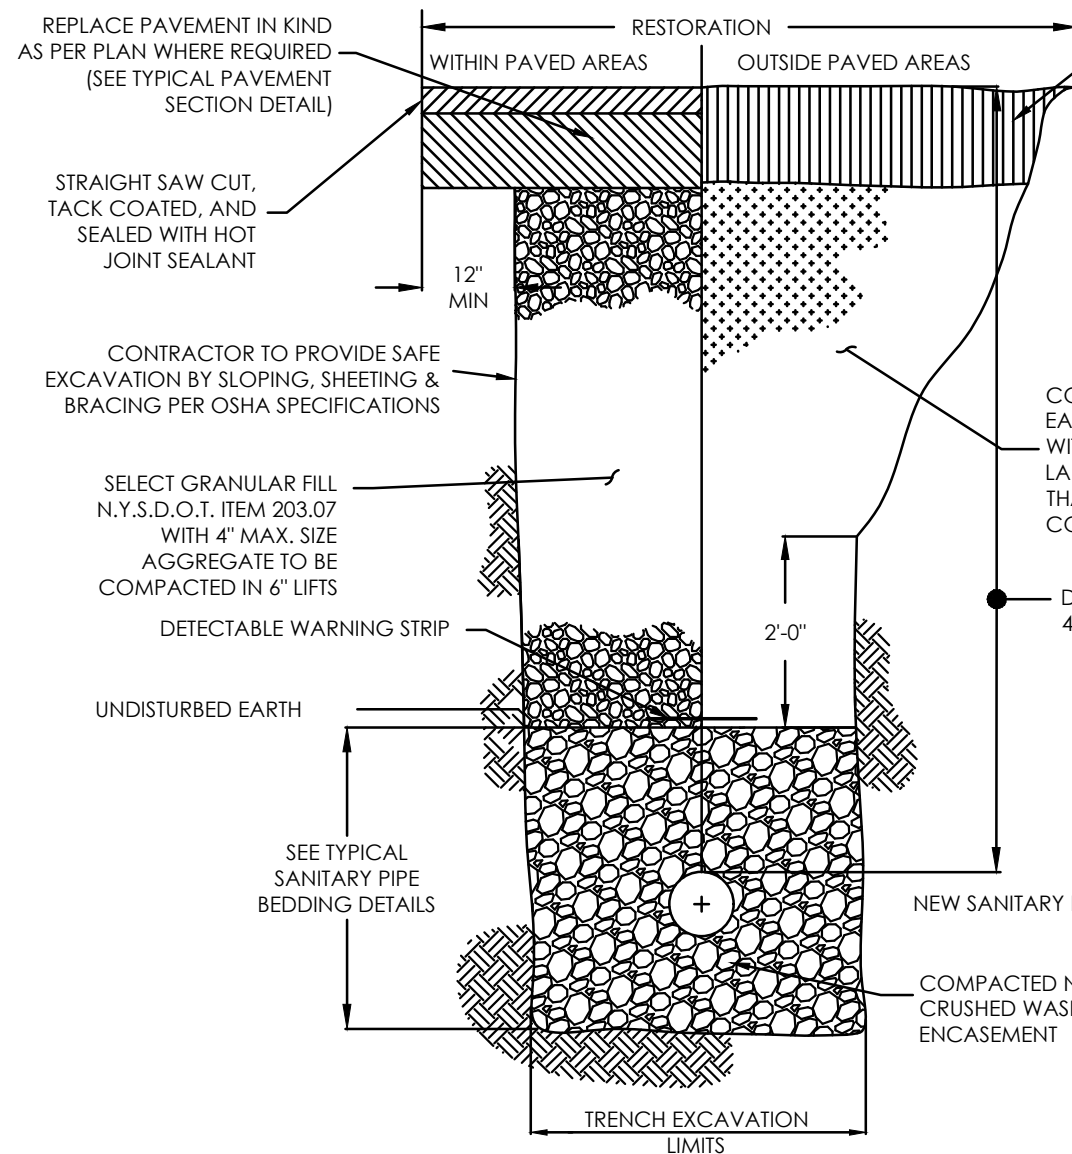 REPLACE PAVEMENT IN KIND
AS PER PLAN WHERE REQUIRED
(SEE TYPICAL PAVEMENT
SECTION DETAIL)
RESTORATION
WITHIN PAVED AREAS
OUTSIDE PAVED AREAS
STRAIGHT SAW CUT,
TACK COATED, AND
SEALED WITH HOT
JOINT SEALANT
12"
MIN
CONTRACTOR TO PROVIDE SAFE
EXCAVATION BY SLOPING, SHEETING &
BRACING PER OSHA SPECIFICATIONS
SELECT GRANULAR FILL
N.Y.S.D.O.T. ITEM 203.07
WITH 4" MAX. SIZE
AGGREGATE TO BE
COMPACTED IN 6" LIFTS
DETECTABLE WARNING STRIP
2'-0"
UNDISTURBED EARTH
SEE TYPICAL
SANITARY PIPE
BEDDING DETAILS
NEW SANITARY
COMPACTED
CRUSHED
ENCASEMENT
TRENCH EXCAVATION
LIMITS